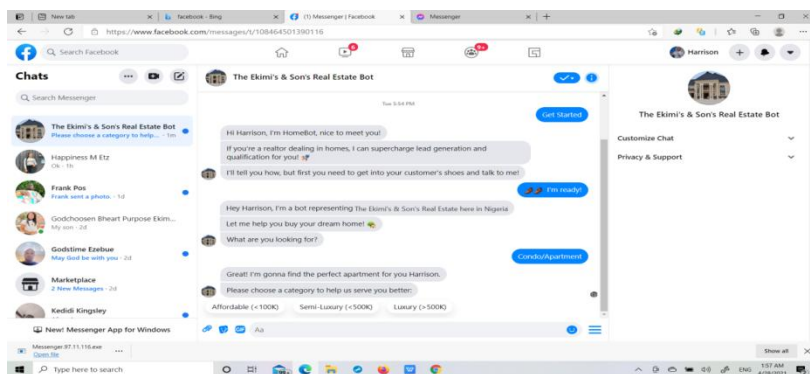 New tab
facebook - Bing
(1) Messenger | Facebook
Messenger
https://www.facebook.com/messages/t/108464501390116
Search Facebook
6
9+
Harrison
Chats
Search Messenger
The Ekimi's & Son's Real Estate Bot
Please choose a category to help... · 1m
Happiness M Etz
Ok · 1h
Frank Pos
Frank sent a photo. · 1d
Godchoosen Bheart Purpose Ekim...
My son · 2d
Godstime Ezebue
May God be with you · 2d
Marketplace
2 New Messages · 2d
Kedidi Kingsley
New! Messenger App for Windows
The Ekimi's & Son's Real Estate Bot
Tue 5:54 PM
Get Started
Hi Harrison, I'm HomeBot, nice to meet you!
If you're a realtor dealing in homes, I can supercharge lead generation and
qualification for you!
I'll tell you how, but first you need to get into your customer's shoes and talk to me!
I'm ready!
Hey Harrison, I'm a bot representing The Ekimi's & Son's Real Estate here in Nigeria
Let me help you buy your dream home!
What are you looking for?
Condo/Apartment
Great! I'm gonna find the perfect apartment for you Harrison.
Please choose a category to help us serve you better:
Affordable (<100K)
Semi-Luxury (<500K)
Luxury (>500K)
GIF
Aa
The Ekimi's & Son's Real Estate Bot
Customize Chat
Privacy & Support
Messenger.97.11.116.exe
Open file
Show all
Type here to search
ENG
1:57 AM